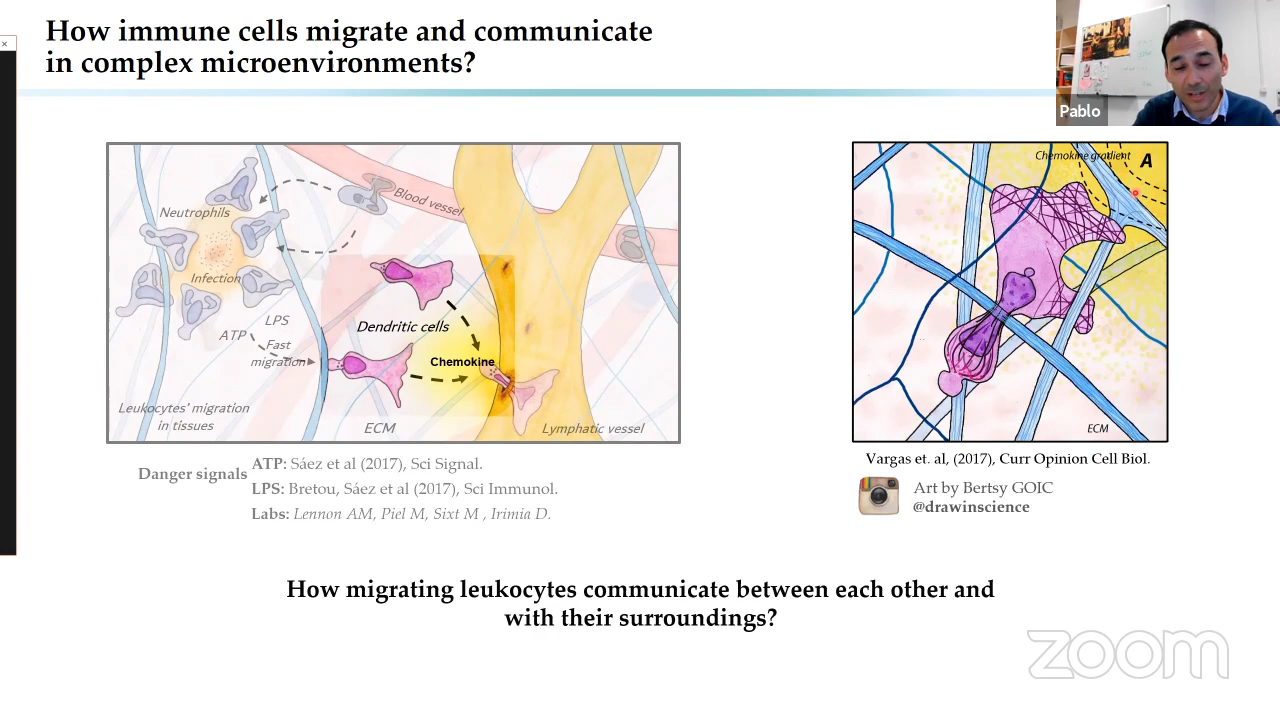 How immune cells migrate and communicate
in complex microenvironments?
Pablo
Neutrophils
Blood vessel
Infection
LPS
ATP
Fast
migration
Dendritic cells
Chemokine
Leukocytes' migration
in tissues
ECM
Lymphatic vessel
Chemokine gradient
A
ECM
Danger signals
ATP: Sáez et al (2017), Sci Signal.
LPS: Bretou, Sáez et al (2017), Sci Immunol.
Labs: Lennon AM, Piel M, Sixt M , Irimia D.
Vargas et. al, (2017), Curr Opinion Cell Biol.
Art by Bertsy GOIC
@drawinscience
How migrating leukocytes communicate between each other and
with their surroundings?
zoom